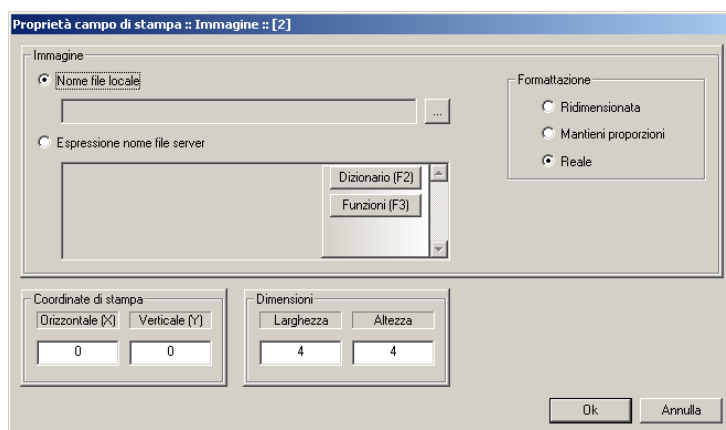 Proprietà campo di stampa :: Immagine :: [2]
Immagine
Nome file locale
...
Espressione nome file server
Dizionario (F2)
Funzioni (F3)
Formattazione
Ridimensionata
Mantieni proporzioni
Reale
Coordinate di stampa
Orizzontale (X) Verticale (Y)
0 0
Dimensioni
Larghezza Altezza
4 4
Ok Annulla